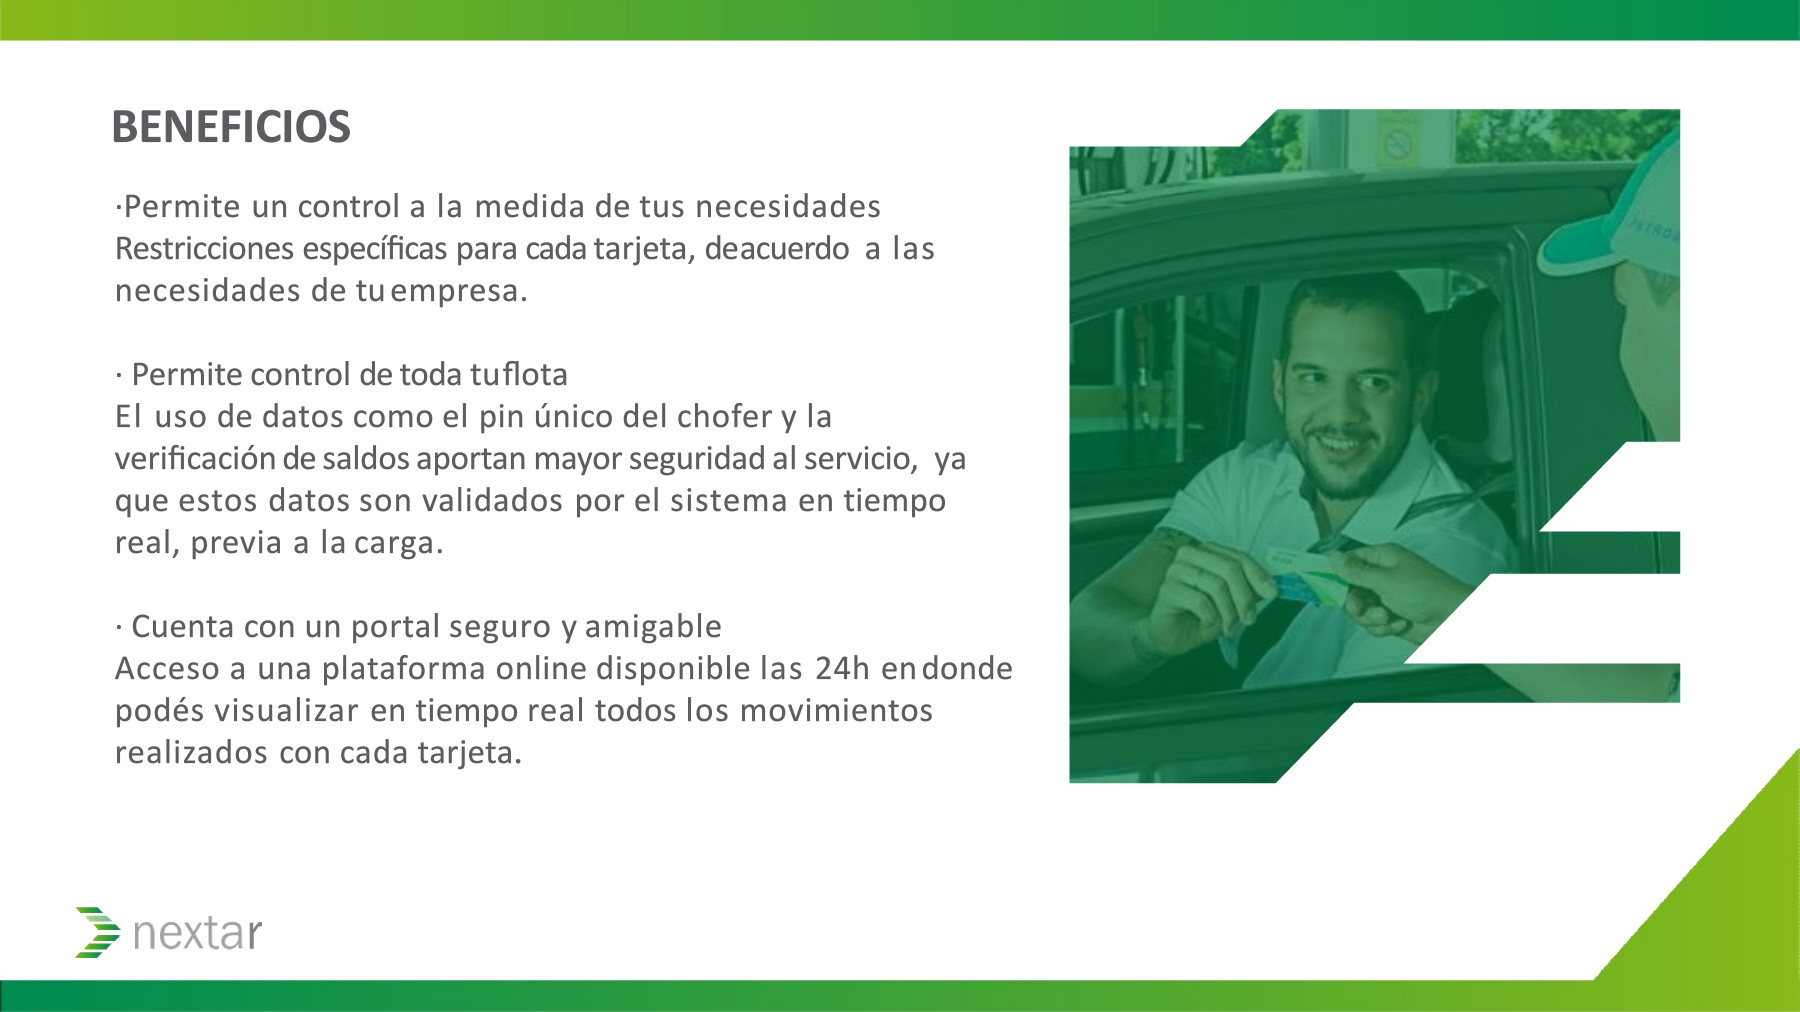 BENEFICIOS
·Permite un control a la medida de tus necesidades
Restricciones específicas para cada tarjeta, deacuerdo a las
necesidades de tu empresa.
· Permite control de toda tu flota
El uso de datos como el pin único del chofer y la
verificación de saldos aportan mayor seguridad al servicio, ya
que estos datos son validados por el sistema en tiempo
real, previa a la carga.
· Cuenta con un portal seguro y amigable
Acceso a una plataforma online disponible las 24h en donde
podés visualizar en tiempo real todos los movimientos
realizados con cada tarjeta.
nextar